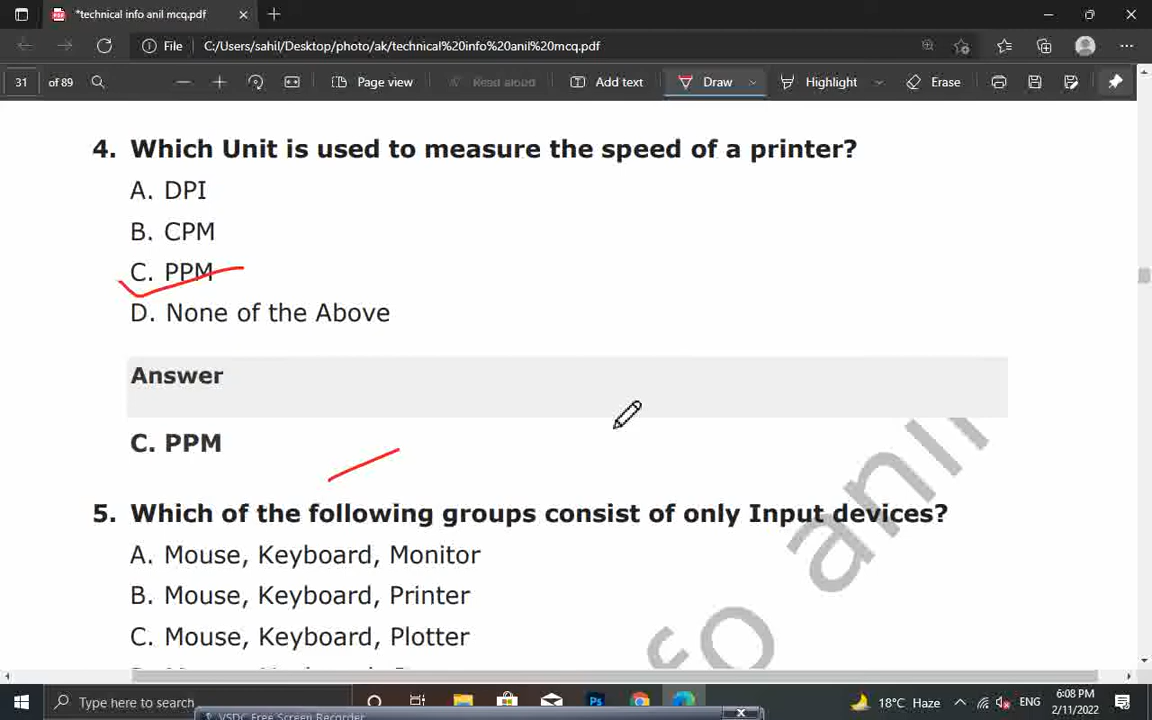 *technical info anil mcq.pdf
File C:/Users/sahil/Desktop/photo/ak/technical%20info%20anil%20mcq.pdf
31 of 89 Page view Read aloud Add text Draw Highlight Erase
4. Which Unit is used to measure the speed of a printer?
A. DPI
B. CPM
C. PPM
D. None of the Above
Answer
C. PPM
5. Which of the following groups consist of only Input devices?
A. Mouse, Keyboard, Monitor
B. Mouse, Keyboard, Printer
C. Mouse, Keyboard, Plotter
fo anil
Type here to search
18°C Haze ENG 6:08 PM
2/11/2022
VSDC Free Screen Recorder